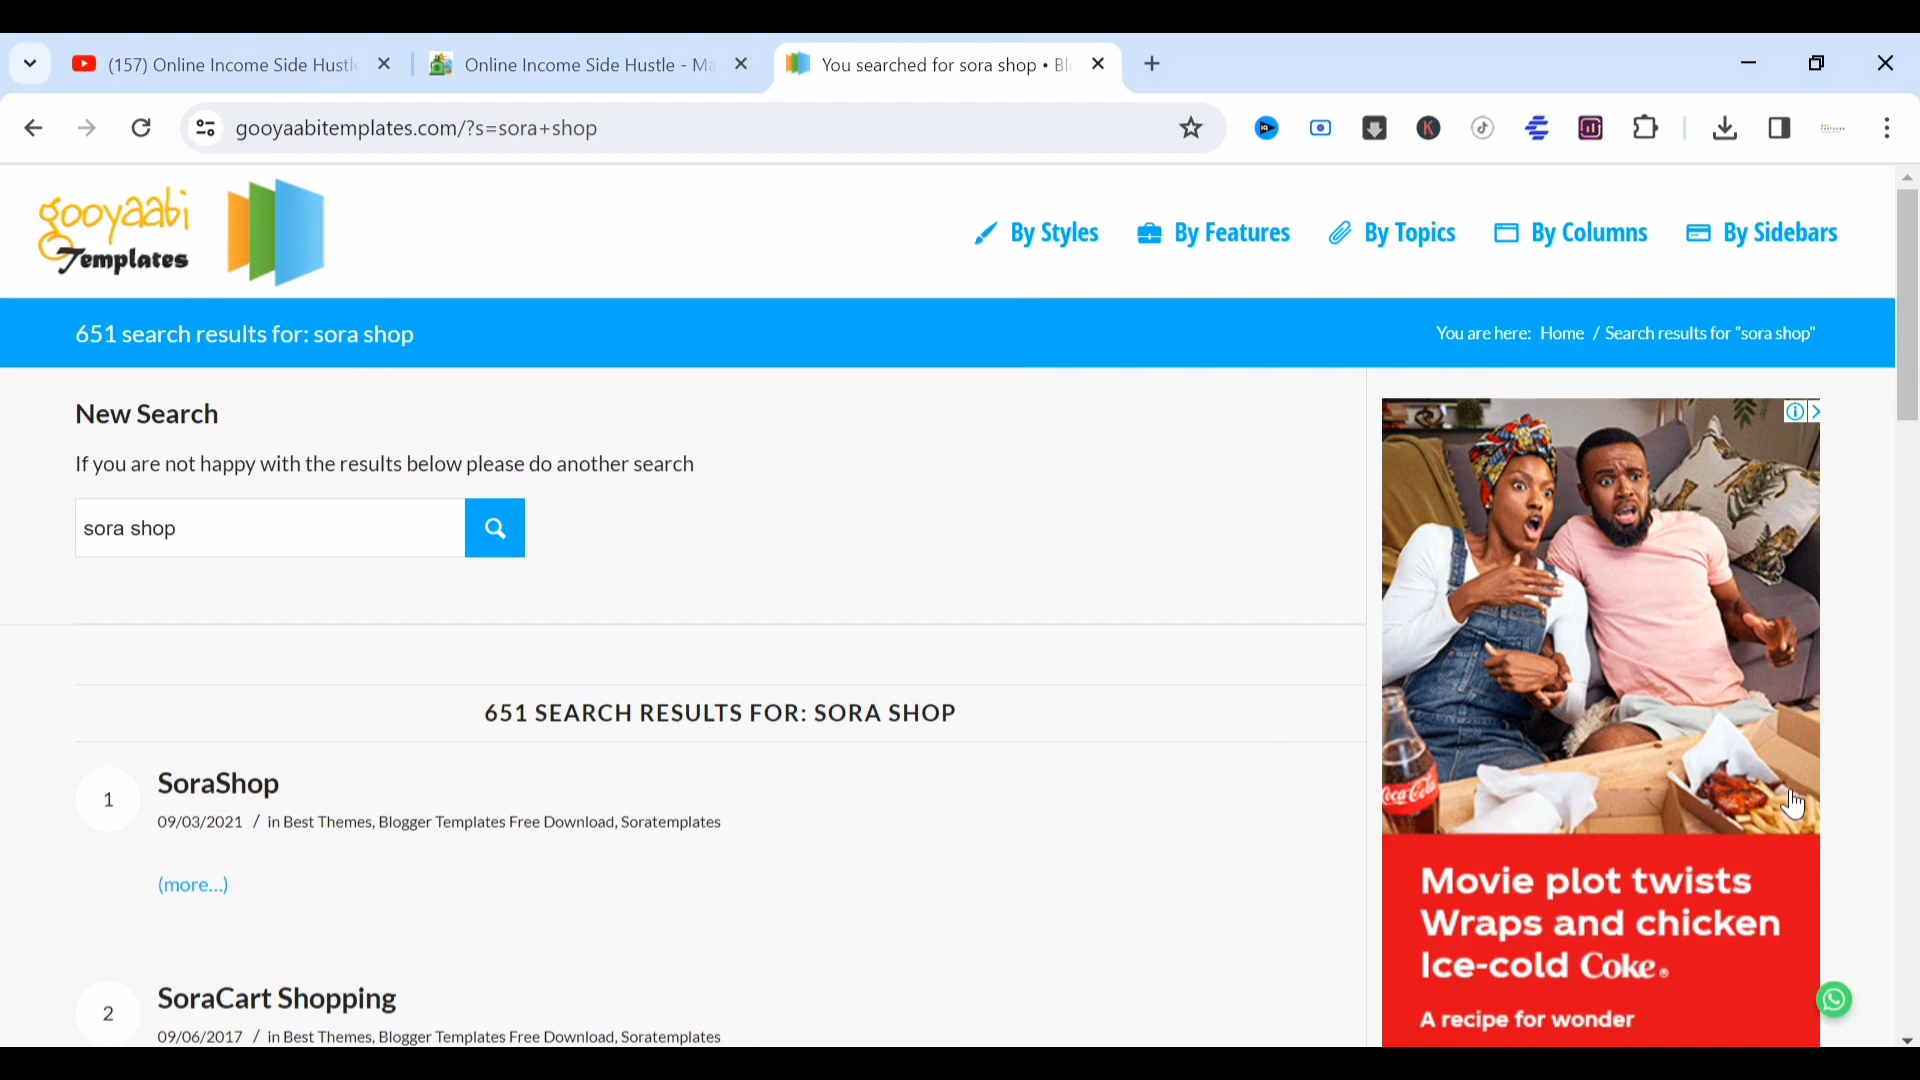 (157) Online Income Side Hustle
Online Income Side Hustle - Ma
You searched for sora shop • Bl
gooyaabitemplates.com/?s=sora+shop
gooyaabi
Templates
By Styles
By Features
By Topics
By Columns
By Sidebars
651 search results for: sora shop
You are here: Home / Search results for "sora shop"
New Search
If you are not happy with the results below please do another search
sora shop
651 SEARCH RESULTS FOR: SORA SHOP
1
SoraShop
09/03/2021 / in Best Themes, Blogger Templates Free Download, Soratemplates
(more...)
2
SoraCart Shopping
09/06/2017 / in Best Themes, Blogger Templates Free Download, Soratemplates
Coca-Cola
Movie plot twists
Wraps and chicken
Ice-cold Coke®
A recipe for wonder